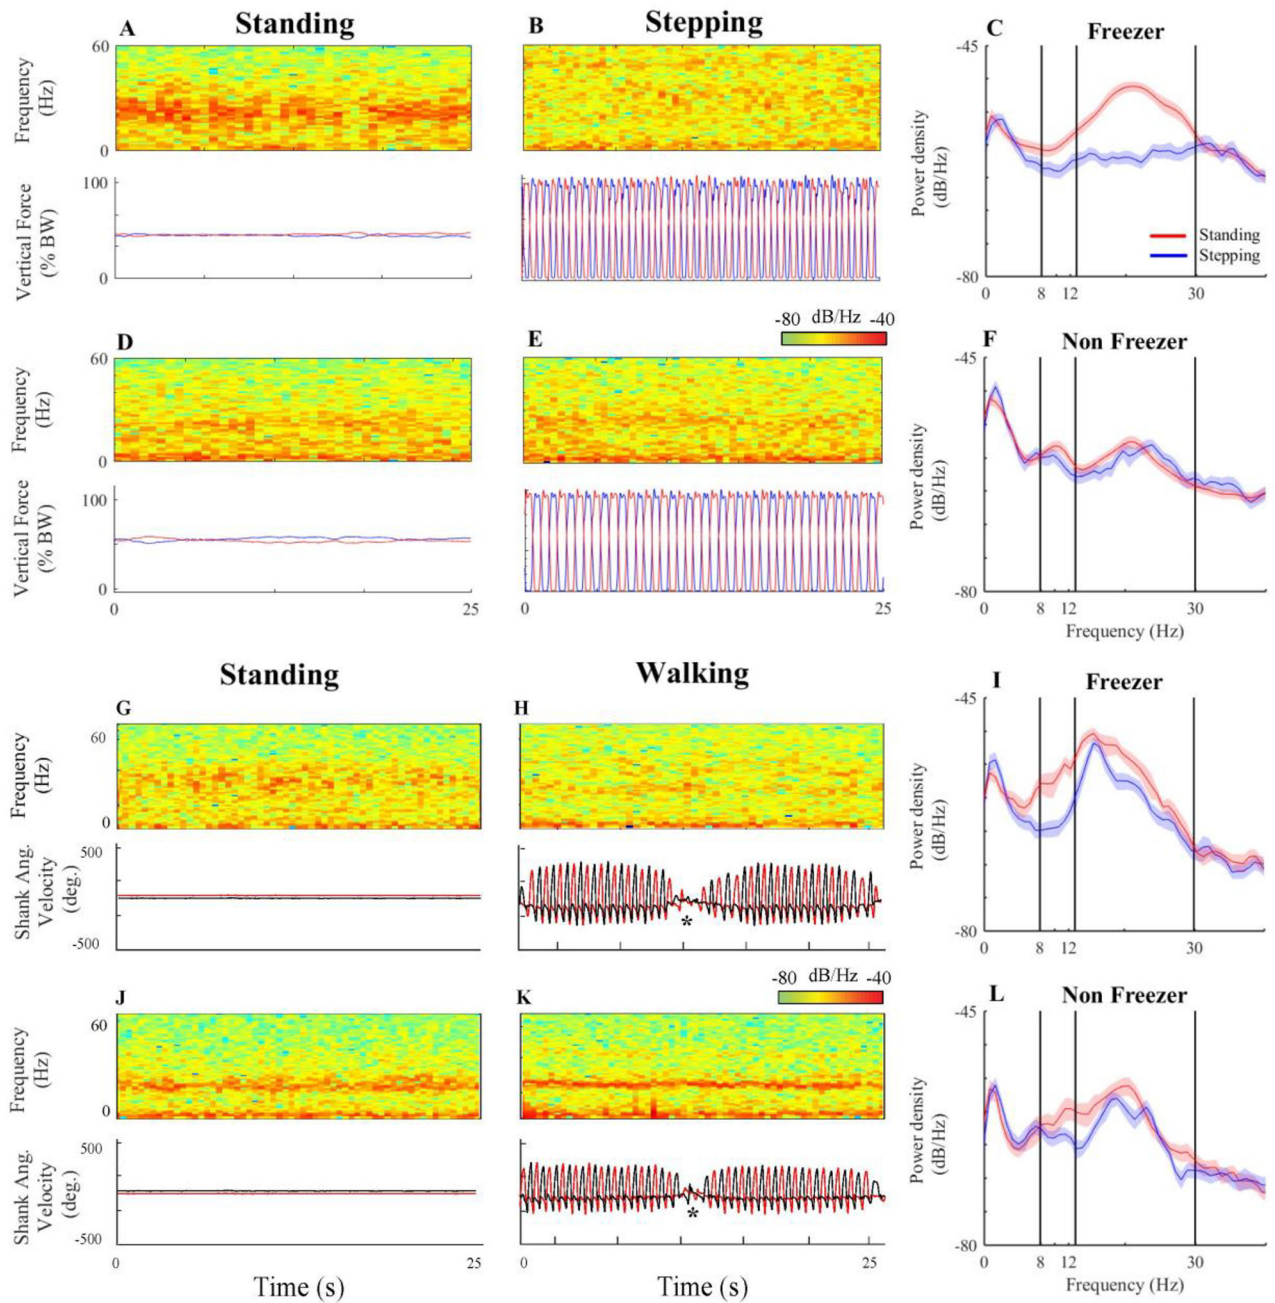 A Standing
B Stepping
C Freezer
60
Frequency
(Hz)
0
-45
Power density
(dB/Hz)
-80
0 8 12 30
Standing
Stepping
100
Vertical Force
(% BW)
0
-80 dB/Hz -40
D
E
F Non Freezer
60
Frequency
(Hz)
0
-45
Power density
(dB/Hz)
-80
0 8 12 30
Frequency (Hz)
100
Vertical Force
(% BW)
0
0 25
0 25
Standing
Walking
G
H
I Freezer
60
Frequency
(Hz)
0
-45
Power density
(dB/Hz)
-80
0 8 12 30
500
Shank Ang.
Velocity
(deg.)
-500
*
-80 dB/Hz -40
J
K
L Non Freezer
60
Frequency
(Hz)
0
-45
Power density
(dB/Hz)
-80
0 8 12 30
Frequency (Hz)
500
Shank Ang.
Velocity
(deg.)
-500
*
0 25
0 25
Time (s)
Time (s)